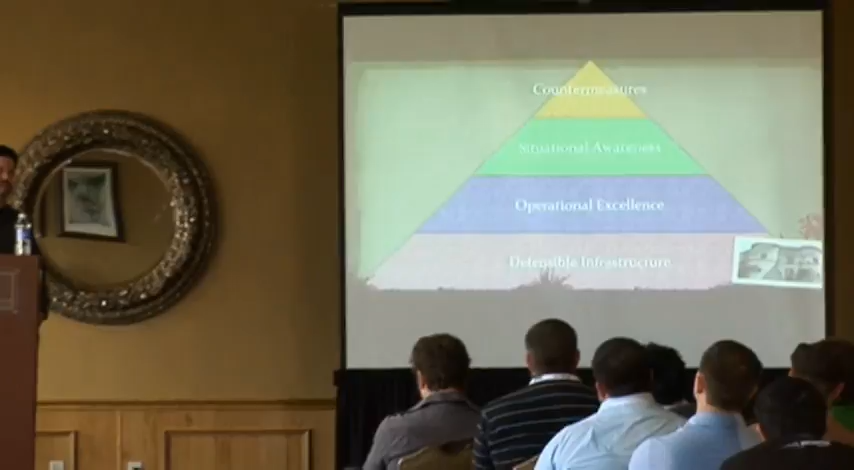 Countermeasures
Situational Awareness
Operational Excellence
Defensible Infrastructure